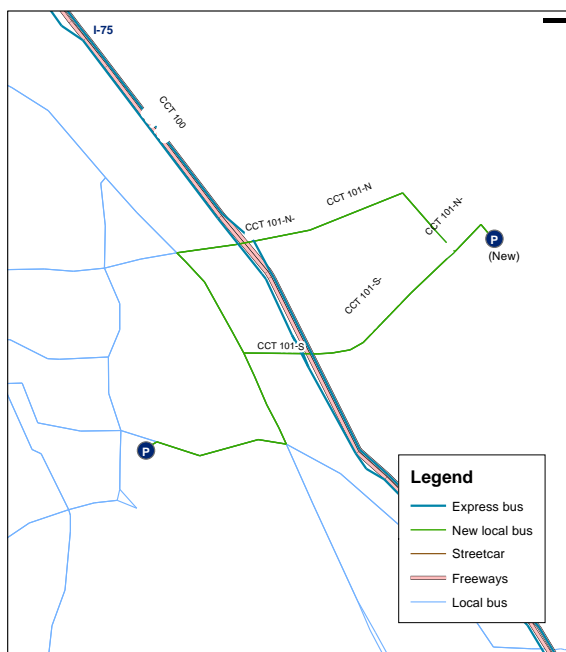 I-75
CCT 100
CCT 101-N
CCT 101-N-
CCT 101-N-
P
(New)
CCT 101-S-
CCT 101-S
P
Legend
Express bus
New local bus
Streetcar
Freeways
Local bus